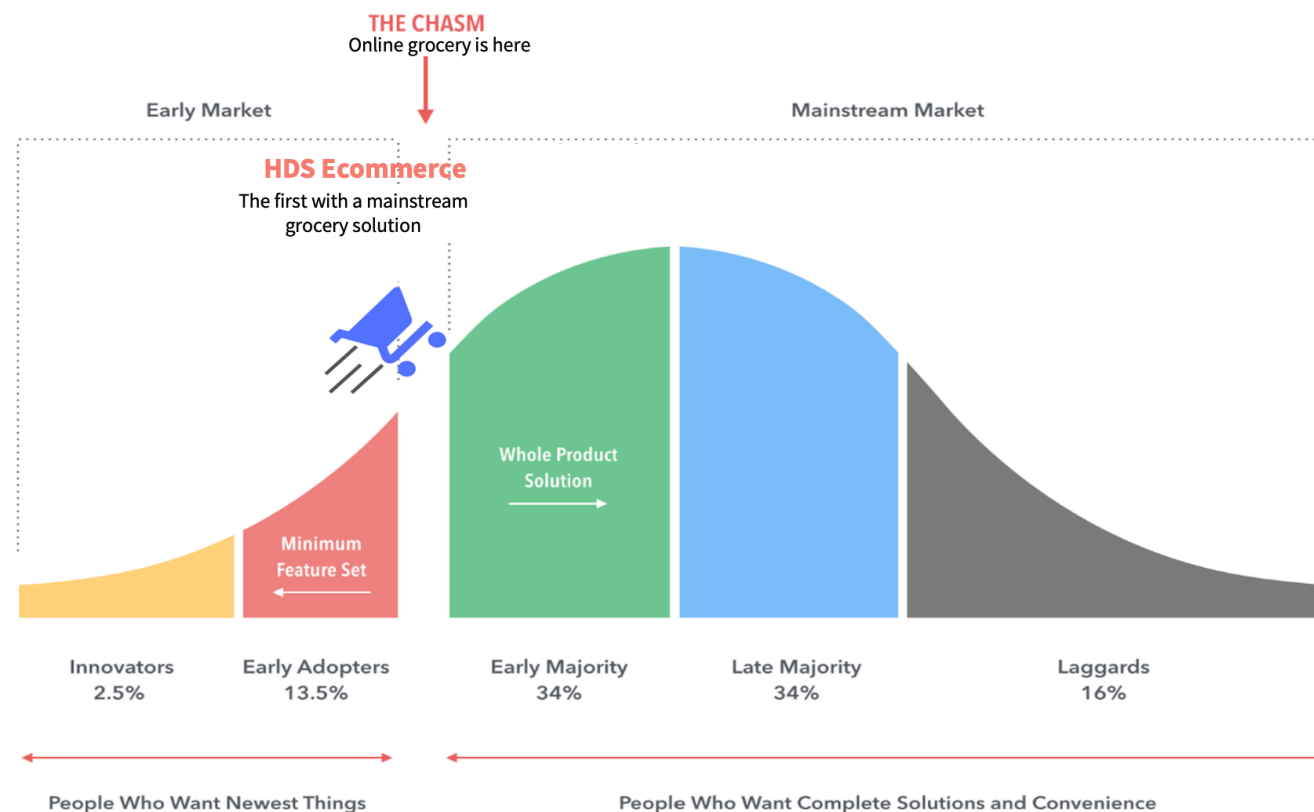 THE CHASM
Online grocery is here
Early Market
Mainstream Market
HDS Ecommerce
The first with a mainstream
grocery solution
Whole Product
Solution
Minimum
Feature Set
Innovators
2.5%
Early Adopters
13.5%
Early Majority
34%
Late Majority
34%
Laggards
16%
People Who Want Newest Things
People Who Want Complete Solutions and Convenience